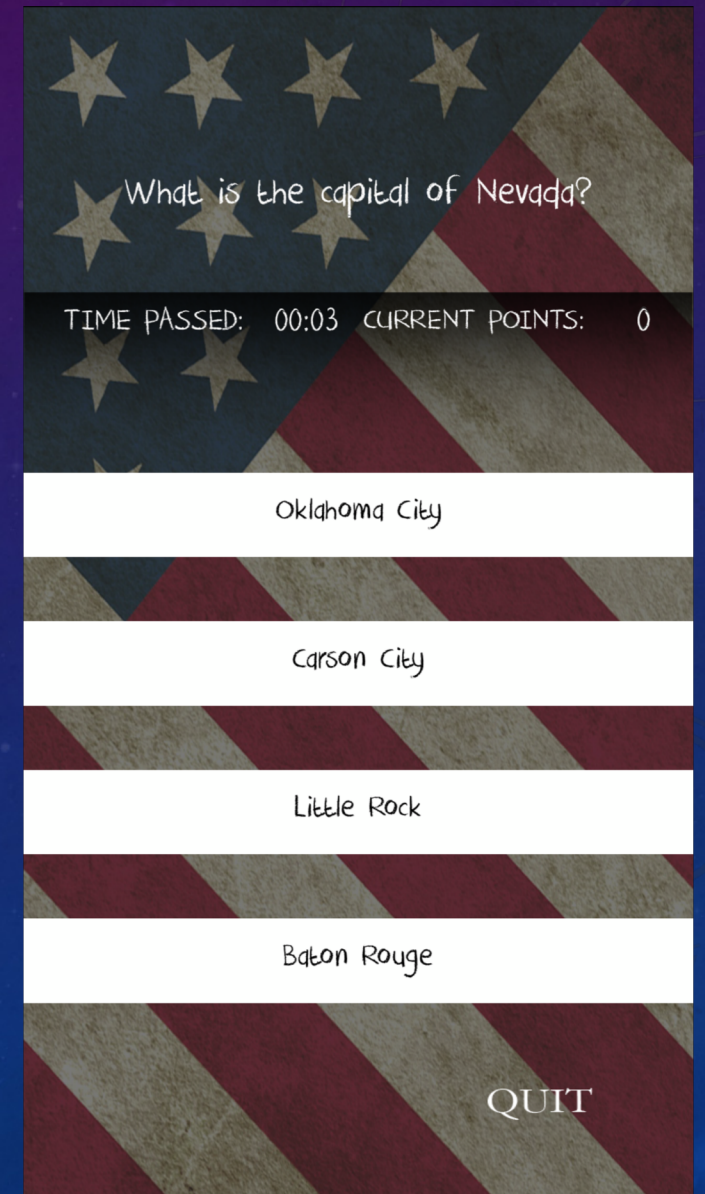 What is the capital of Nevada?
TIME PASSED: 00:03 CURRENT POINTS: 0
Oklahoma City
Carson City
Little Rock
Baton Rouge
QUIT